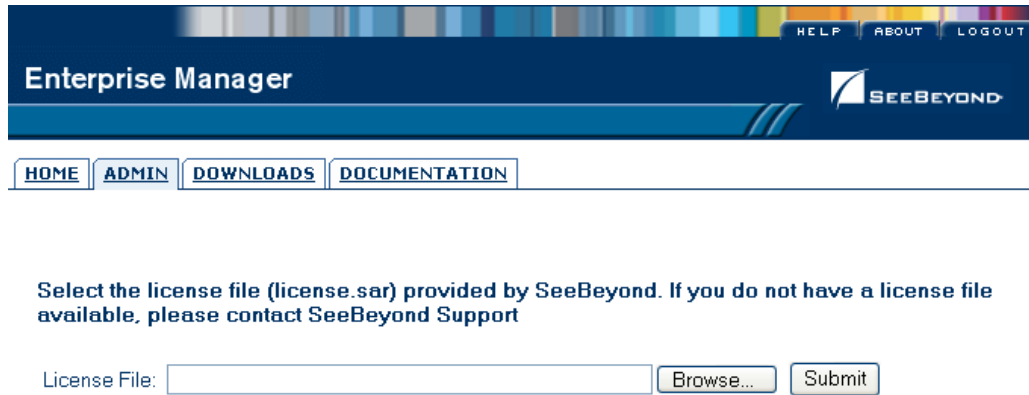 HELP ABOUT LOGOUT
Enterprise Manager
SEEBEYOND
HOME ADMIN DOWNLOADS DOCUMENTATION
Select the license file (license.sar) provided by SeeBeyond. If you do not have a license file
available, please contact SeeBeyond Support
License File: Browse... Submit